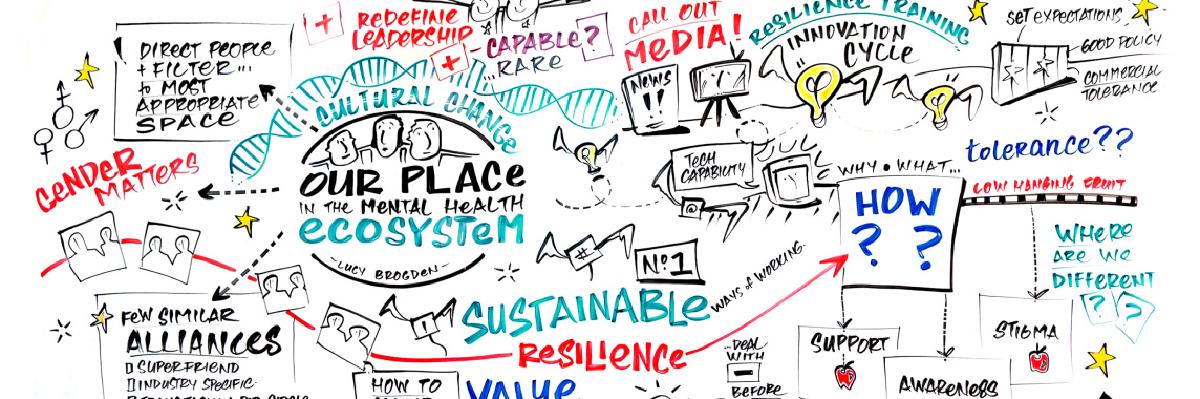 DIRECT PEOPLE
+ FILTER...
to MOST
APPROPRIATE
SPACE
REDEFINE
LEADERSHIP
CAPABLE?
...RARE
CULTURAL CHANGE
OUR PLACE
IN THE MENTAL HEALTH
ECOSYSTEM
-LUCY BROGDEN-
GENDER
MATTERS
FEW SIMILAR
ALLIANCES
SUPERFRIEND
INDUSTRY SPECIFIC
CALL OUT
MEDIA!
NEWS
!!
RESILIENCE TRAINING
INNOVATION
CYCLE
SET EXPECTATIONS
GOOD POLICY
COMMERCIAL
TOLERANCE
tolerance??
TECH
CAPABILITY
WHY • WHAT...
HOW
? ?
LOW HANGING FRUIT
WHERE
ARE WE
DIFFERENT
? ?
#
@
Nº1
!
SUSTAINABLE
WAYS of WORKING
RESILIENCE
VALUE
HOW TO
...DEAL
WITH
BEFORE
SUPPORT
AWARENESS
STIGMA